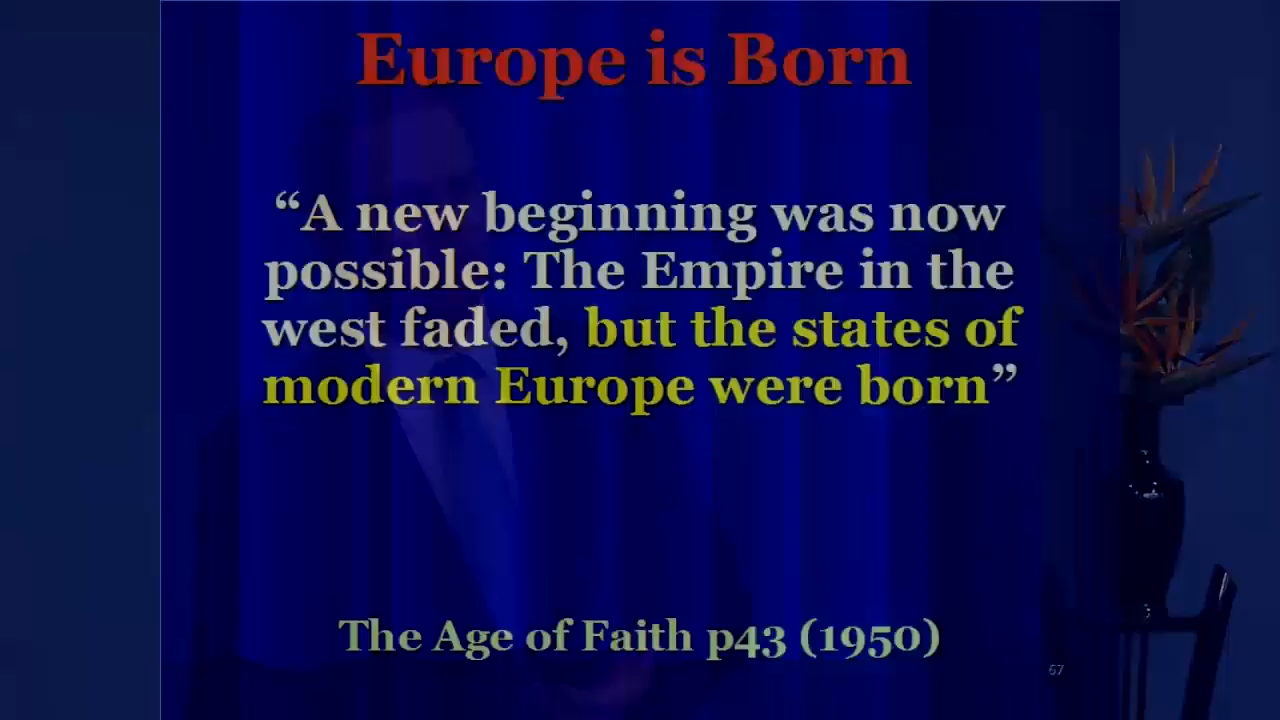 Europe is Born
“A new beginning was now
possible: The Empire in the
west faded, but the states of
modern Europe were born”
The Age of Faith p43 (1950)
67